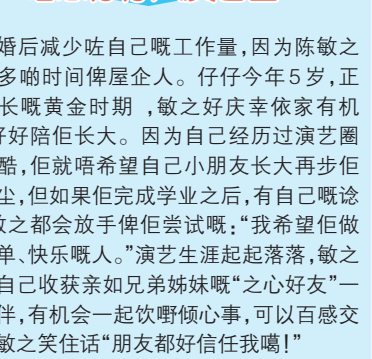 婚后减少咗自己嘅工作量，因为陈敏之
多啲时间俾屋企人。仔仔今年5岁，正
长嘅黄金时期，敏之好庆幸依家有机
好好陪佢长大。因为自己经历过演艺圈
酷，佢就唔希望自己小朋友长大再步佢
尘，但如果佢完成学业之后，有自己嘅谂
敏之都会放手俾佢尝试嘅：“我希望佢做
单、快乐嘅人。”演艺生涯起起落落，敏之
自己收获亲如兄弟姊妹嘅“之心好友”一
伴，有机会一起饮嘢倾心事，可以百感交
敏之笑住话“朋友都好信任我噶！”